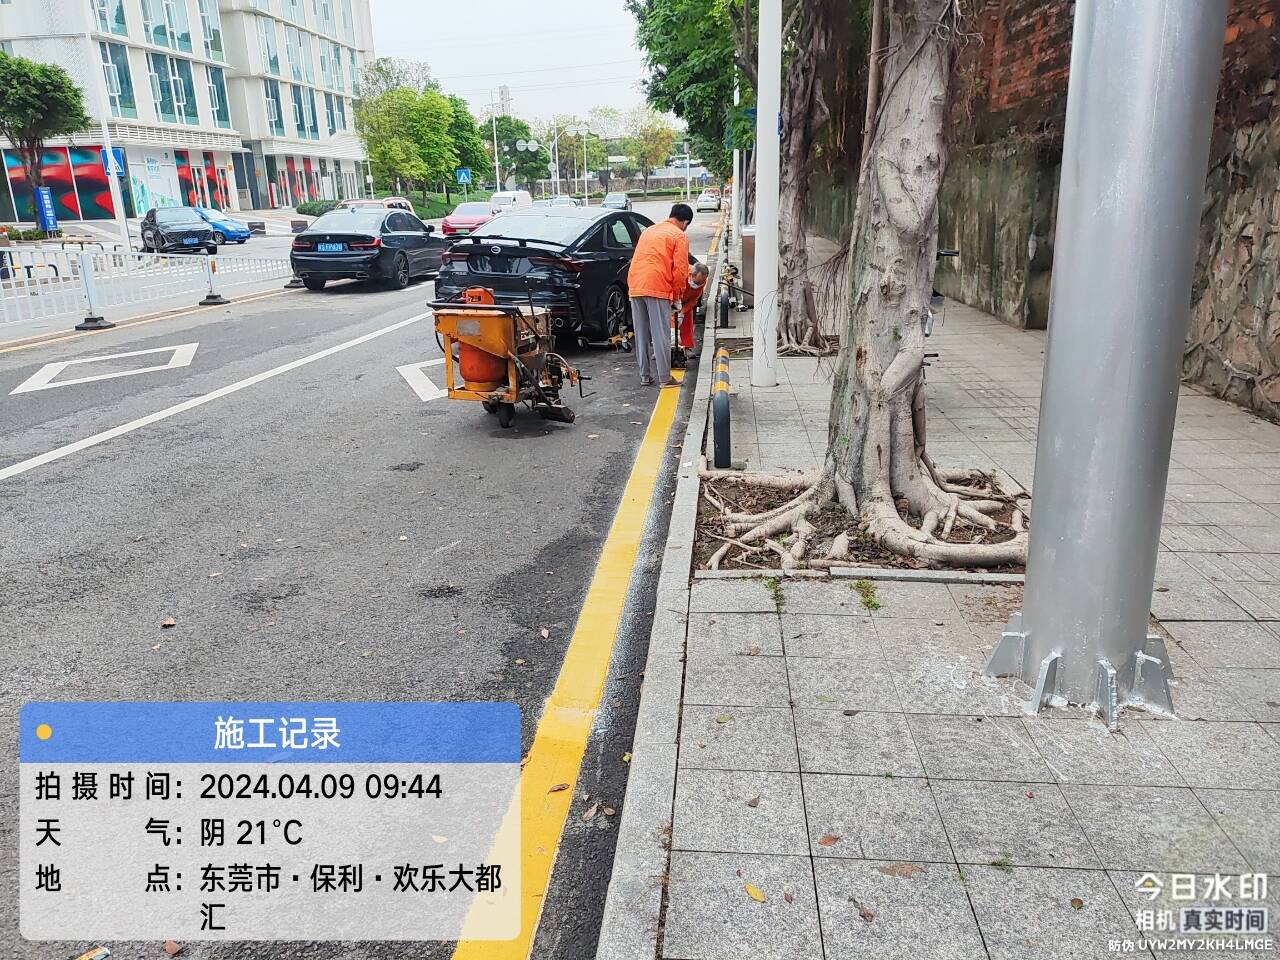 施工记录
拍摄时间：2024.04.09 09:44
天气：阴 21°C
地点：东莞市·保利·欢乐大都
汇
今日水印
相机 真实时间
防伪 UYW2MY2KH4LMGE